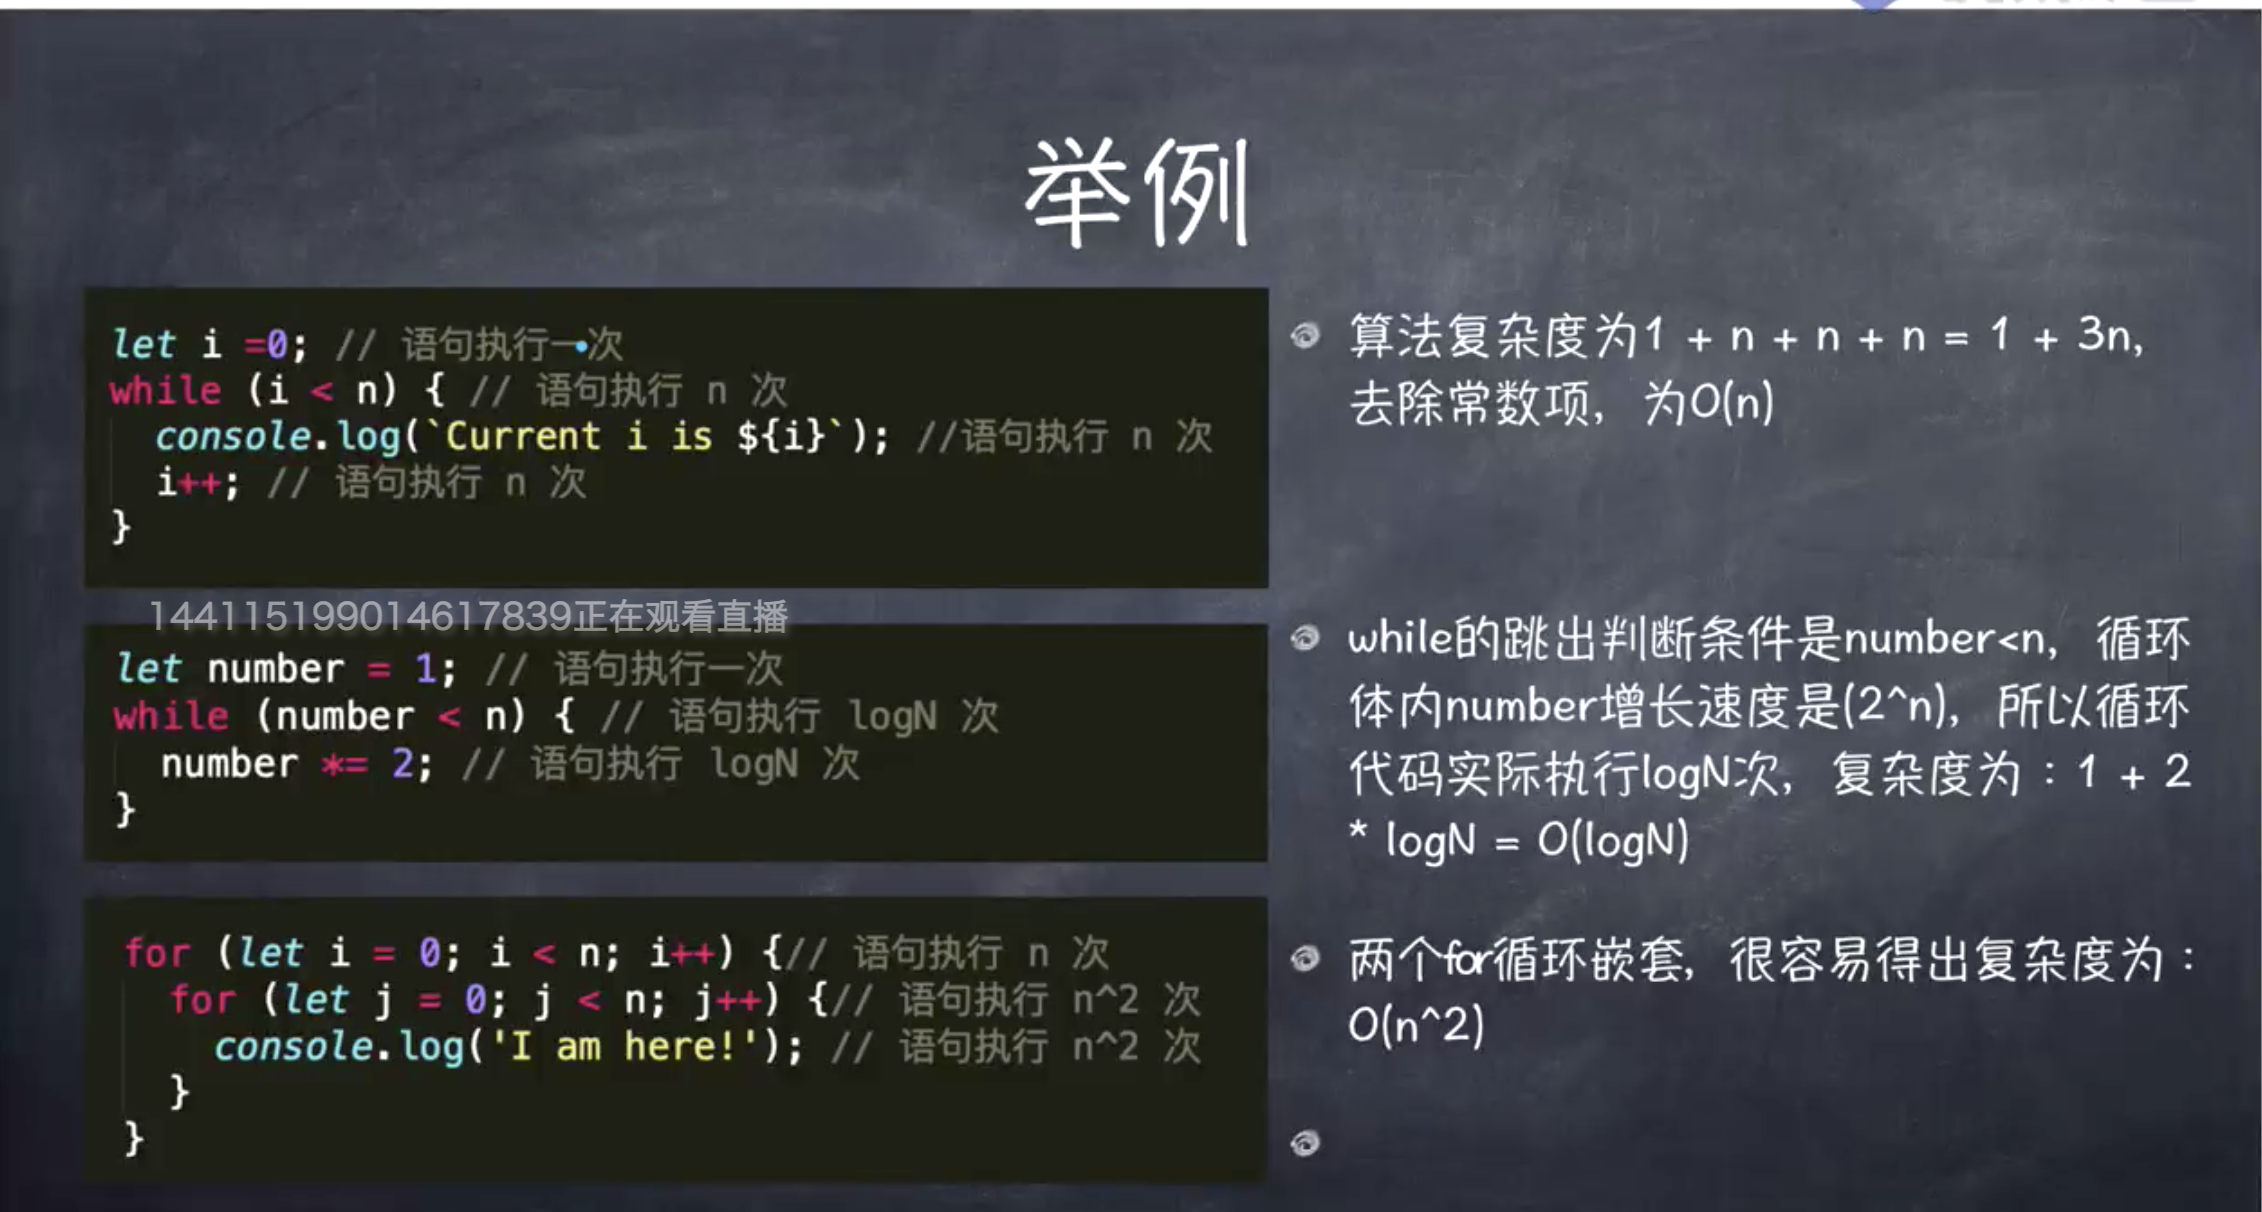 举例
let i =0; // 语句执行一次
while (i < n) { // 语句执行 n 次
console.log(`Current i is ${i}`); //语句执行 n 次
i++; // 语句执行 n 次
}
算法复杂度为1 + n + n + n = 1 + 3n,
去除常数项，为O(n)
144115199014617839正在观看直播
let number = 1; // 语句执行一次
while (number < n) { // 语句执行 logN 次
number *= 2; // 语句执行 logN 次
}
while的跳出判断条件是number<n，循环
体内number增长速度是(2^n)，所以循环
代码实际执行logN次，复杂度为：1 + 2
* logN = O(logN)
for (let i = 0; i < n; i++) {// 语句执行 n 次
for (let j = 0; j < n; j++) {// 语句执行 n^2 次
console.log('I am here!'); // 语句执行 n^2 次
}
}
两个for循环嵌套，很容易得出复杂度为：
O(n^2)